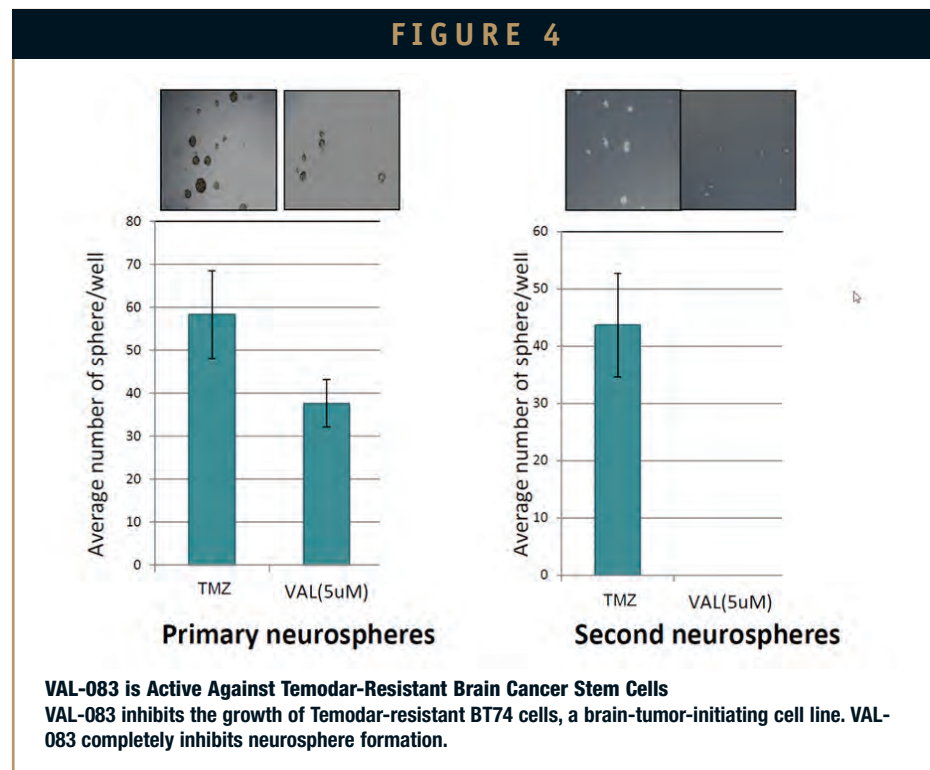 FIGURE 4
80
70
60
50
40
30
20
10
0
Average number of sphere/well
TMZ
VAL(5uM)
Primary neurospheres
60
50
40
30
20
10
0
Average number of sphere/well
TMZ
VAL(5uM)
Second neurospheres
VAL-083 is Active Against Temodar-Resistant Brain Cancer Stem Cells
VAL-083 inhibits the growth of Temodar-resistant BT74 cells, a brain-tumor-initiating cell line. VAL-
083 completely inhibits neurosphere formation.